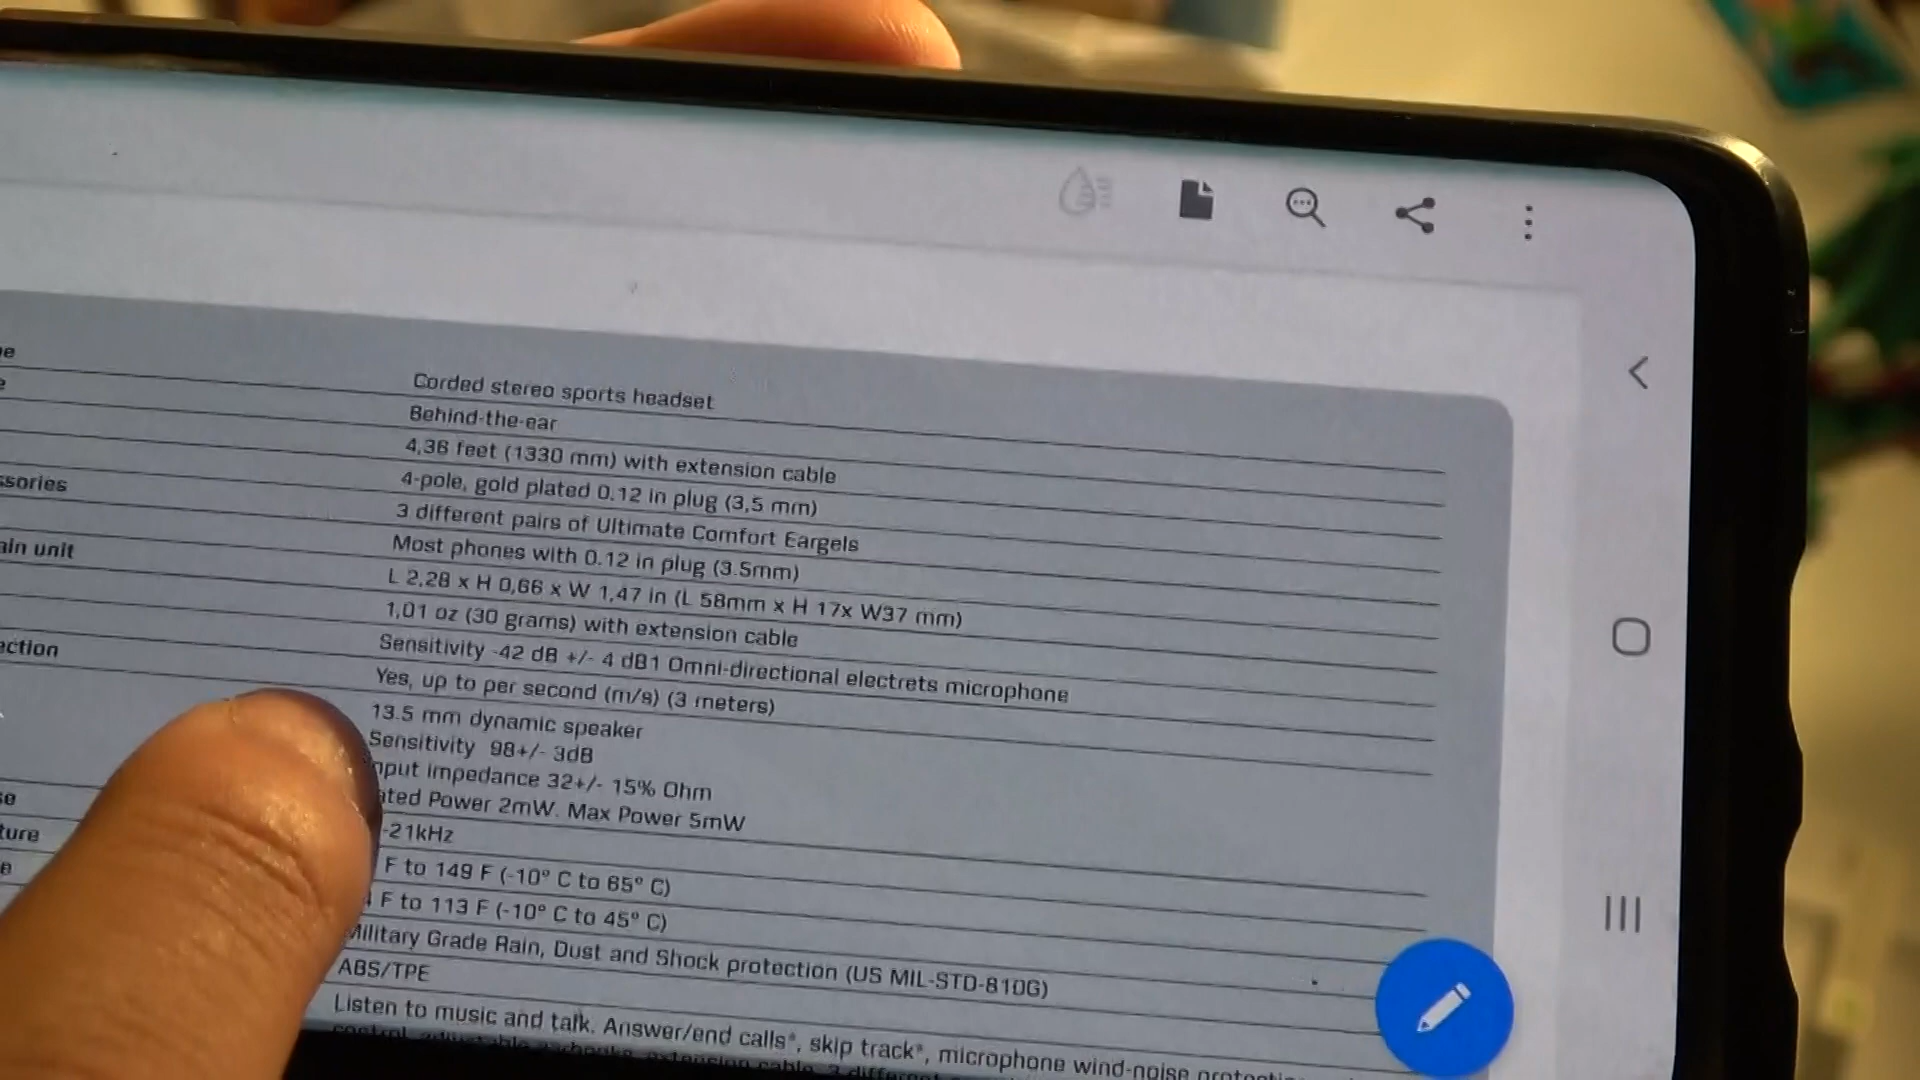 Corded stereo sports headset
Behind-the-ear
4,36 feet (1330 mm) with extension cable
4-pole, gold plated 0.12 in plug (3,5 mm)
ssories 3 different pairs of Ultimate Comfort Eargels
Most phones with 0.12 in plug (3.5mm)
ain unit L 2,28 x H 0,66 x W 1,47 in (L 58mm x H 17x W37 mm)
1,01 oz (30 grams) with extension cable
Sensitivity -42 dB +/- 4 dB1 Omni-directional electrets microphone
ection Yes, up to per second (m/s) (3 meters)
13.5 mm dynamic speaker
Sensitivity 98+/- 3dB
nput impedance 32+/- 15% Ohm
ated Power 2mW. Max Power 5mW
se -21kHz
ture F to 149 F (-10° C to 65° C)
e F to 113 F (-10° C to 45° C)
Military Grade Rain, Dust and Shock protection (US MIL-STD-810G)
ABS/TPE
Listen to music and talk. Answer/end calls*, skip track*, microphone wind-noise protecti
extension cable, 3 differen